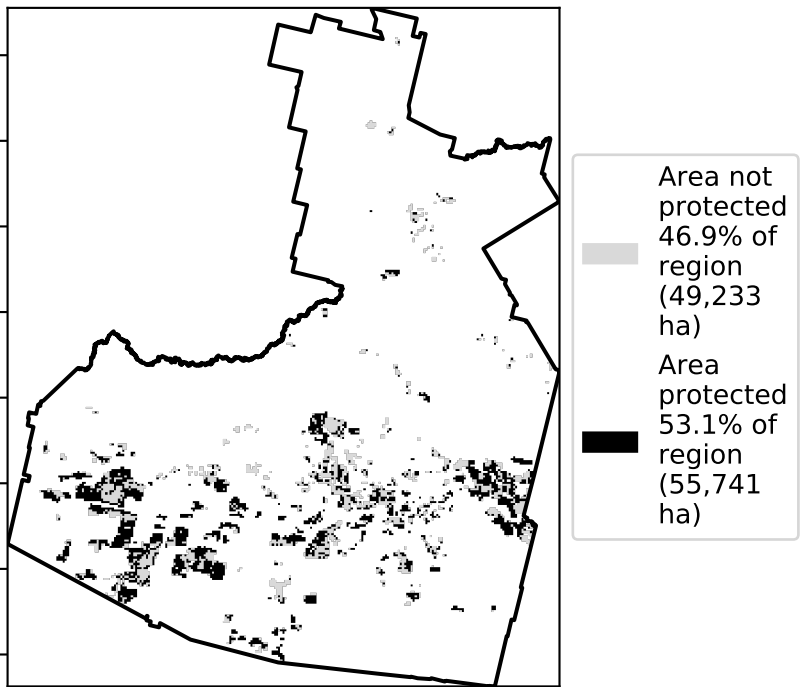 Area not
protected
46.9% of
region
(49,233
ha)
Area
protected
53.1% of
region
(55,741
ha)